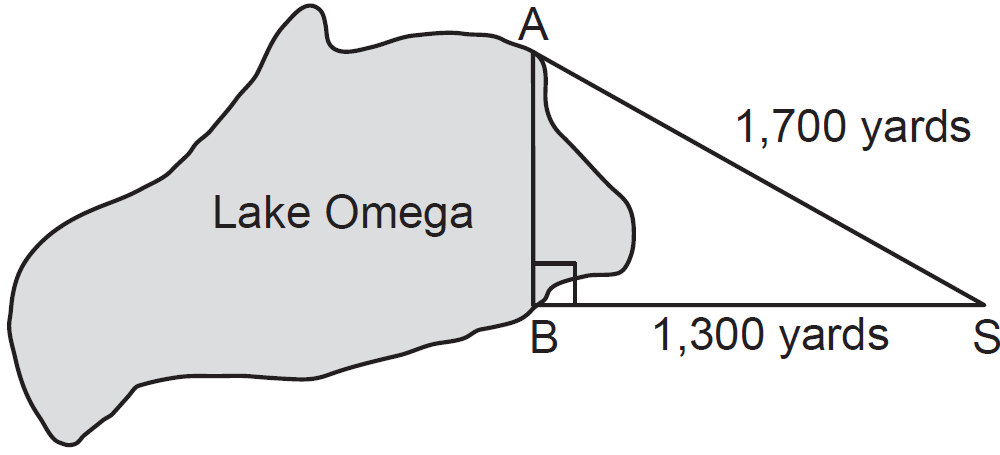 A
1,700 yards
Lake Omega
B
1,300 yards
S